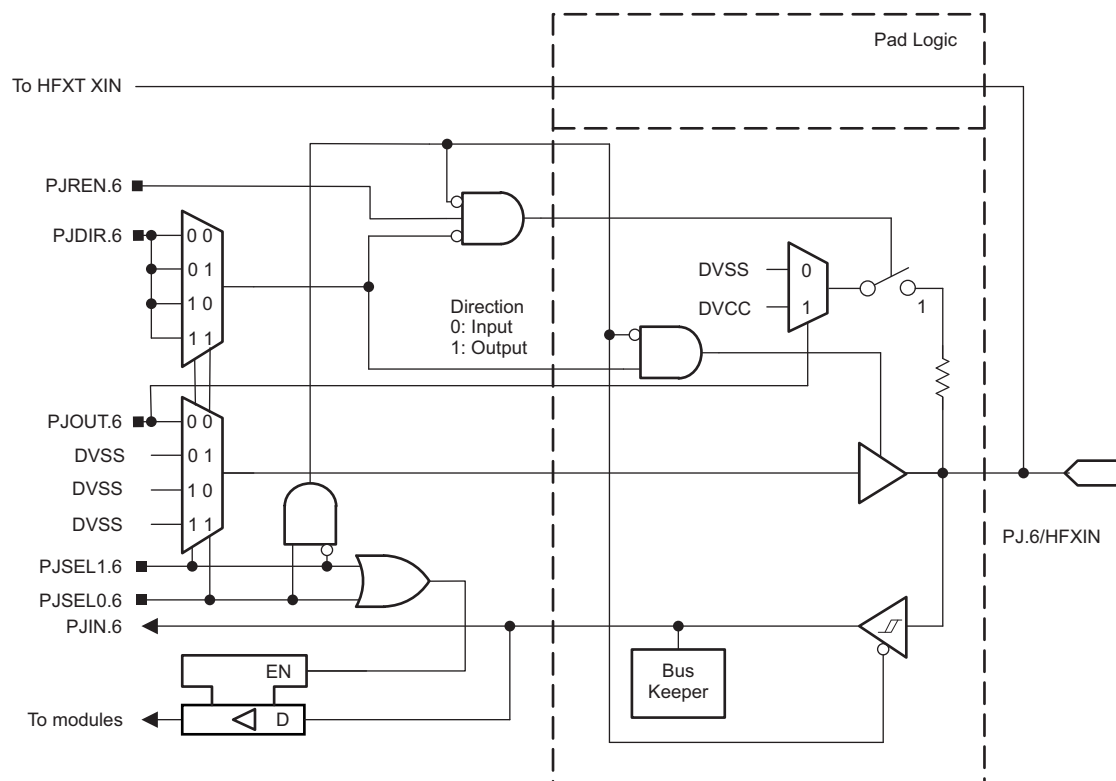 Pad Logic
To HFXT XIN
PJREN.6
PJDIR.6
0 0
0 1
1 0
1 1
Direction
0: Input
1: Output
DVSS
0
DVCC
1
1
PJOUT.6
0 0
DVSS
0 1
DVSS
1 0
DVSS
1 1
PJ.6/HFXIN
PJSEL1.6
PJSEL0.6
PJIN.6
EN
Bus
Keeper
To modules
D